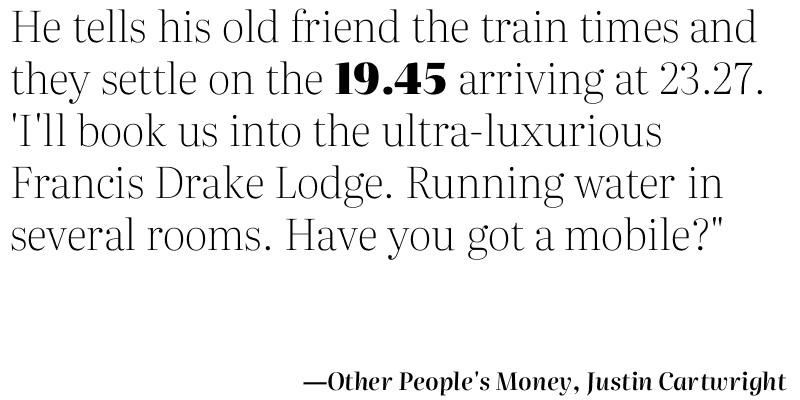 He tells his old friend the train times and
they settle on the 19.45 arriving at 23.27.
'I'll book us into the ultra-luxurious
Francis Drake Lodge. Running water in
several rooms. Have you got a mobile?"
—Other People's Money, Justin Cartwright